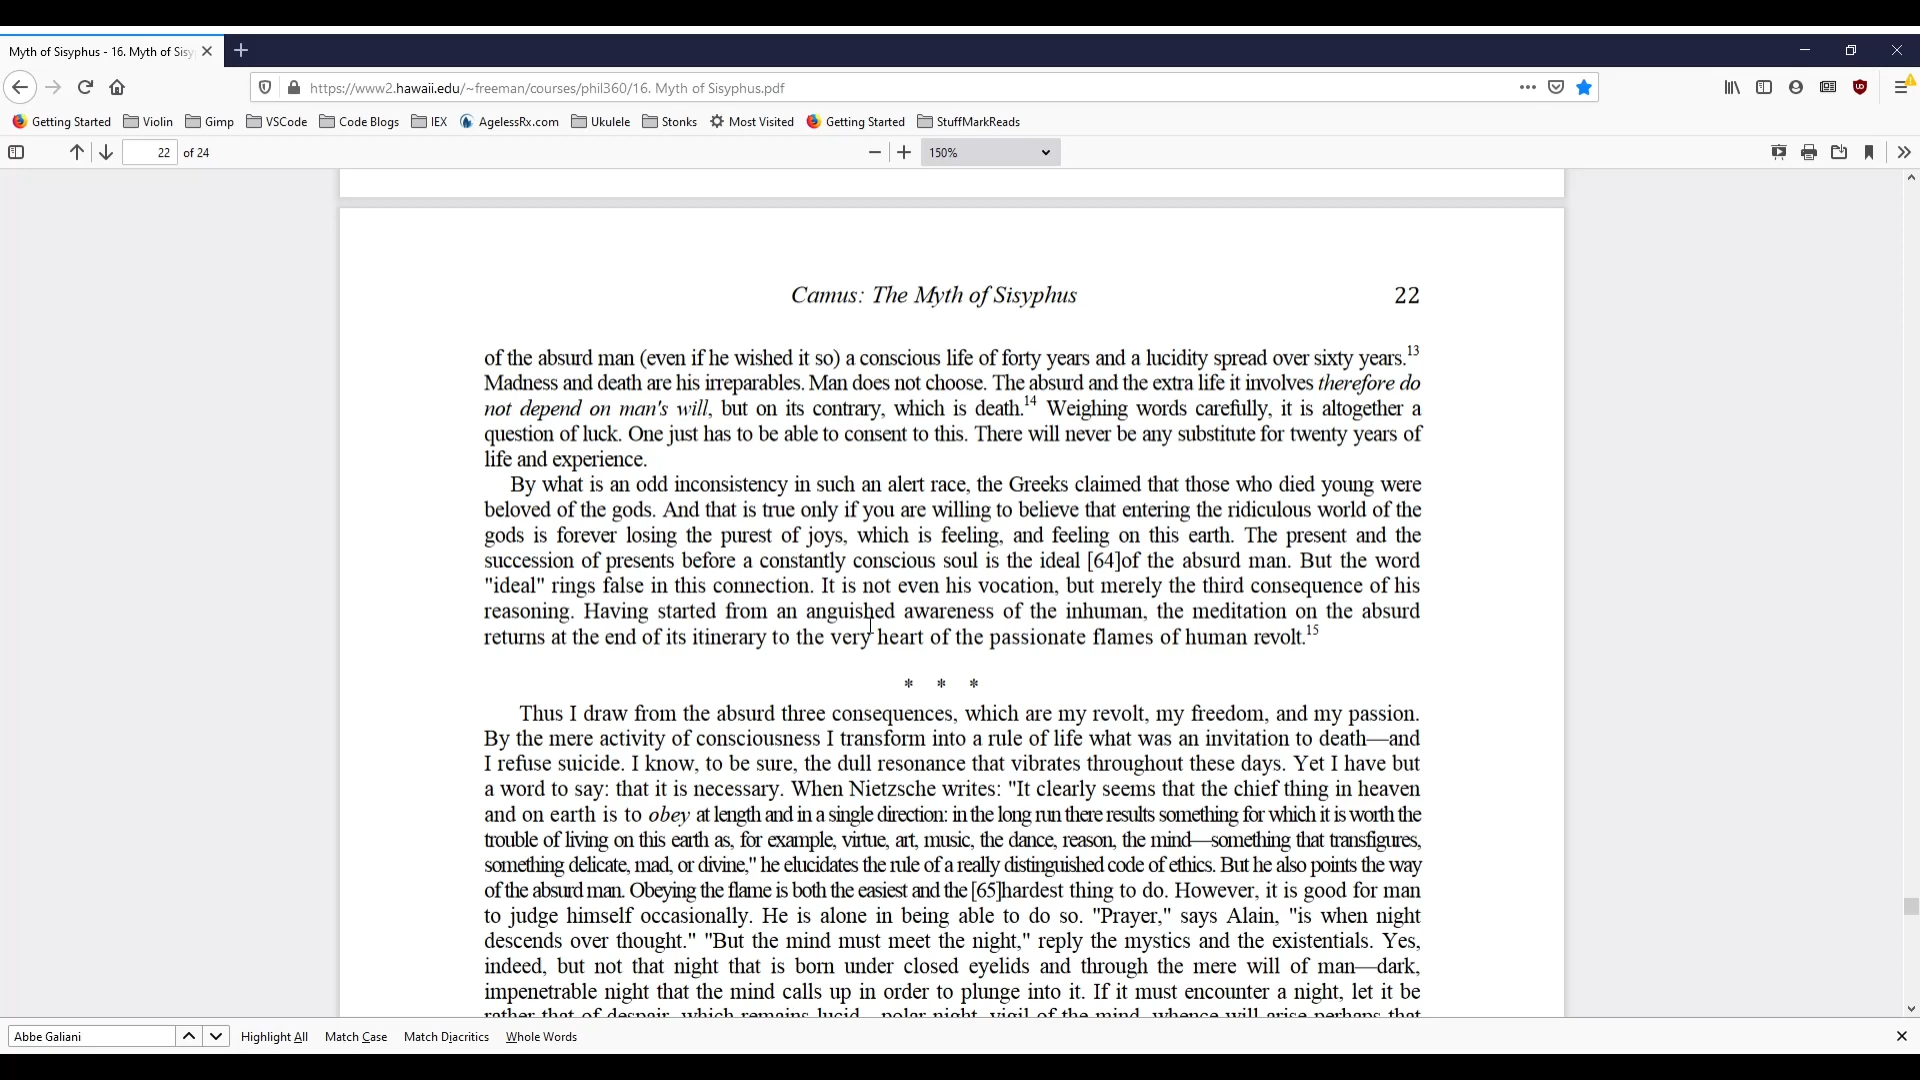 Myth of Sisyphus - 16. Myth of Sisy
https://www2.hawaii.edu/~freeman/courses/phil360/16. Myth of Sisyphus.pdf
Getting Started Violin Gimp VSCode Code Blogs IEX AgelessRx.com Ukulele Stonks Most Visited Getting Started StuffMarkReads
22 of 24 150%
Camus: The Myth of Sisyphus 22
of the absurd man (even if he wished it so) a conscious life of forty years and a lucidity spread over sixty years.13
Madness and death are his irreparables. Man does not choose. The absurd and the extra life it involves therefore do
not depend on man's will, but on its contrary, which is death.14 Weighing words carefully, it is altogether a
question of luck. One just has to be able to consent to this. There will never be any substitute for twenty years of
life and experience.
By what is an odd inconsistency in such an alert race, the Greeks claimed that those who died young were
beloved of the gods. And that is true only if you are willing to believe that entering the ridiculous world of the
gods is forever losing the purest of joys, which is feeling, and feeling on this earth. The present and the
succession of presents before a constantly conscious soul is the ideal [64]of the absurd man. But the word
"ideal" rings false in this connection. It is not even his vocation, but merely the third consequence of his
reasoning. Having started from an anguished awareness of the inhuman, the meditation on the absurd
returns at the end of its itinerary to the very heart of the passionate flames of human revolt.15
* * *
Thus I draw from the absurd three consequences, which are my revolt, my freedom, and my passion.
By the mere activity of consciousness I transform into a rule of life what was an invitation to death—and
I refuse suicide. I know, to be sure, the dull resonance that vibrates throughout these days. Yet I have but
a word to say: that it is necessary. When Nietzsche writes: "It clearly seems that the chief thing in heaven
and on earth is to obey at length and in a single direction: in the long run there results something for which it is worth the
trouble of living on this earth as, for example, virtue, art, music, the dance, reason, the mind—something that transfigures,
something delicate, mad, or divine," he elucidates the rule of a really distinguished code of ethics. But he also points the way
of the absurd man. Obeying the flame is both the easiest and the [65]hardest thing to do. However, it is good for man
to judge himself occasionally. He is alone in being able to do so. "Prayer," says Alain, "is when night
descends over thought." "But the mind must meet the night," reply the mystics and the existentials. Yes,
indeed, but not that night that is born under closed eyelids and through the mere will of man—dark,
impenetrable night that the mind calls up in order to plunge into it. If it must encounter a night, let it be
rather that of despair, which remains lucid—polar night, vigil of the mind, whence will arise perhaps that
Abbe Galiani Highlight All Match Case Match Diacritics Whole Words